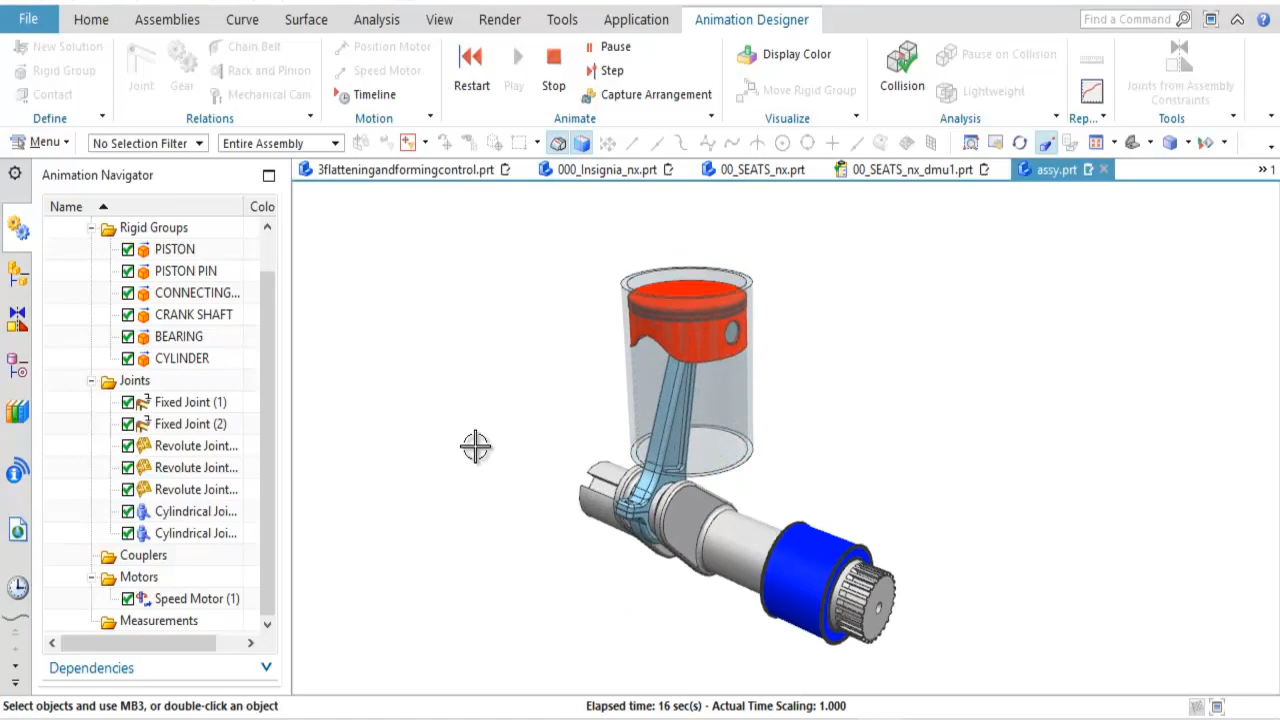 File Home Assemblies Curve Surface Analysis View Render Tools Application Animation Designer Find a Command
New Solution Chain Belt Position Motor Pause
Rigid Group Rack and Pinion Speed Motor Step
Contact Mechanical Cam Timeline Capture Arrangement
Joint Gear Restart Play Stop
Display Color Pause on Collision
Move Rigid Group Collision Lightweight
Joints from Assembly Constraints
Define Relations Motion Animate Visualize Analysis Rep... Tools
Menu No Selection Filter Entire Assembly
3flatteningandformingcontrol.prt 000_Insignia_nx.prt 00_SEATS_nx.prt 00_SEATS_nx_dmu1.prt assy.prt 1
Animation Navigator
Name Colo
Rigid Groups
PISTON
PISTON PIN
CONNECTING...
CRANK SHAFT
BEARING
CYLINDER
Joints
Fixed Joint (1)
Fixed Joint (2)
Revolute Joint...
Revolute Joint...
Revolute Joint...
Cylindrical Joi...
Cylindrical Joi...
Couplers
Motors
Speed Motor (1)
Measurements
Dependencies
Select objects and use MB3, or double-click an object Elapsed time: 16 sec(s) - Actual Time Scaling: 1.000